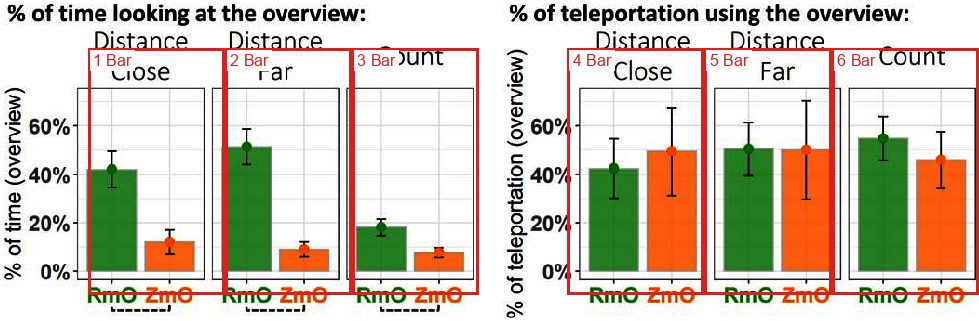 % of time looking at the overview:
% of time (overview)
Distance
Close
1 Bar
Distance
Far
2 Bar
Count
3 Bar
60%
40%
20%
0%
RmO ZmO
RmO ZmO
RmO ZmO
% of teleportation using the overview:
% of teleportation (overview)
Distance
Close
4 Bar
Distance
Far
5 Bar
Count
6 Bar
60%
40%
20%
0%
RmO ZmO
RmO ZmO
RmO ZmO